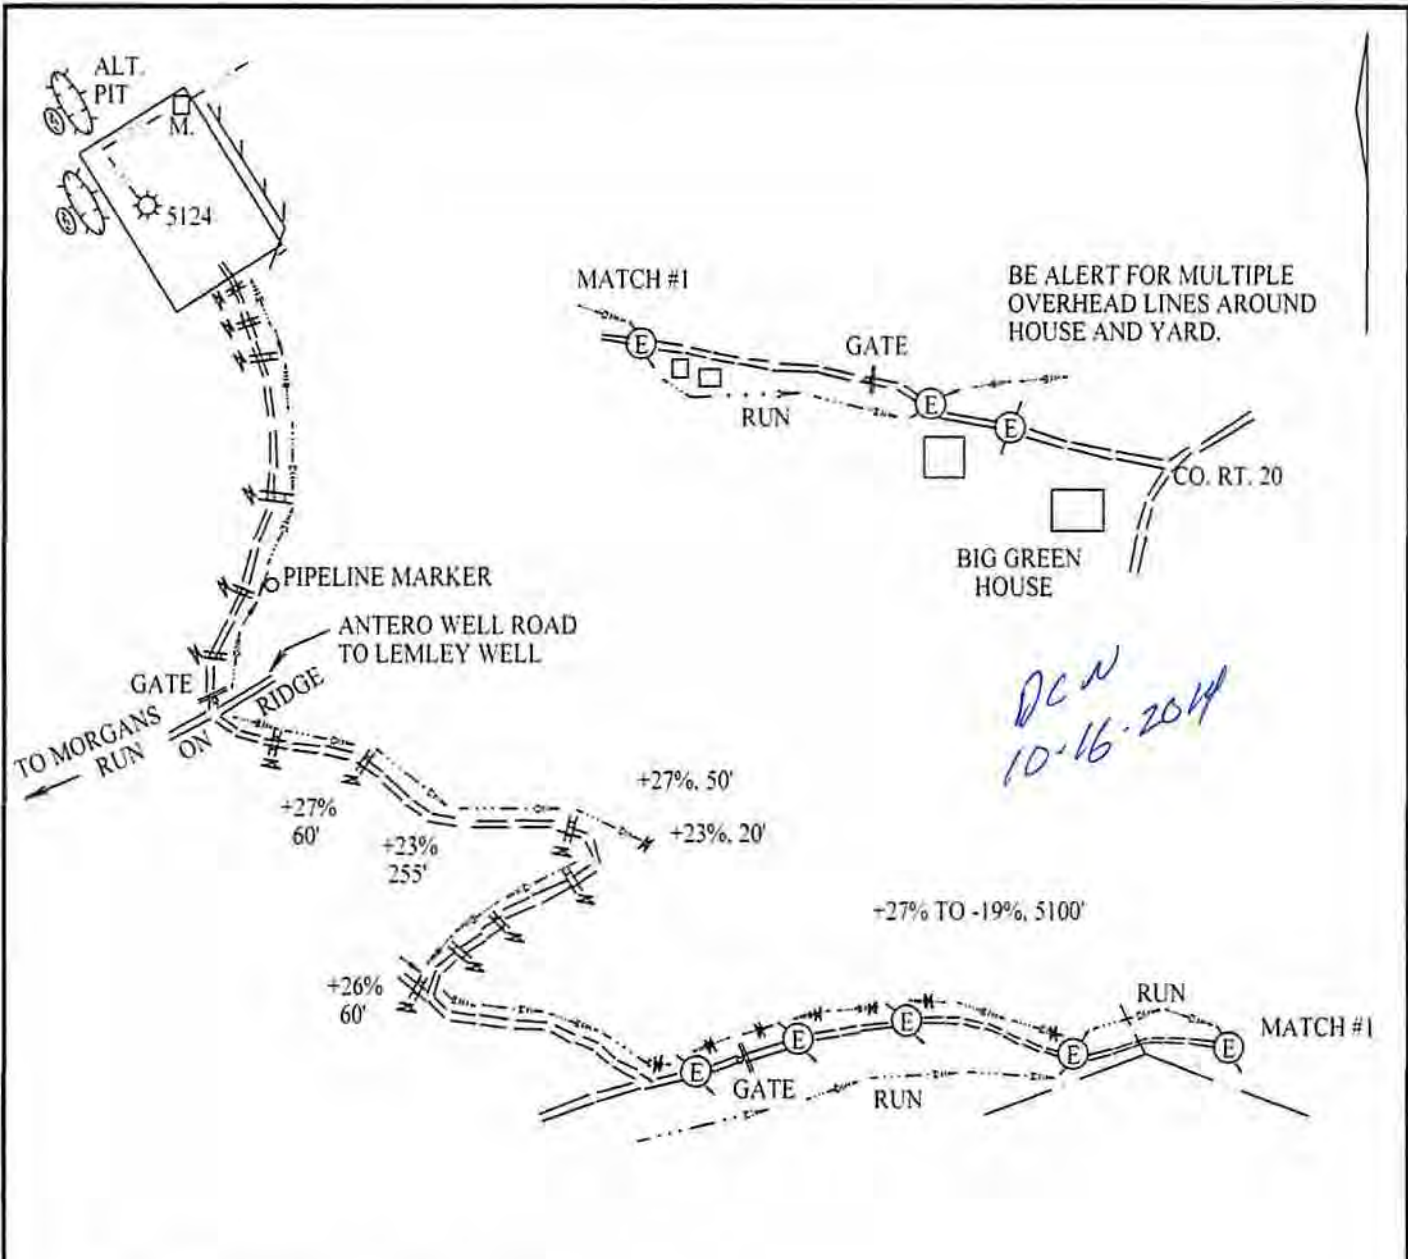 ALT.
PIT
M.
5124
MATCH #1
BE ALERT FOR MULTIPLE
OVERHEAD LINES AROUND
HOUSE AND YARD.
E
GATE
E
E
RUN
CO. RT. 20
BIG GREEN
HOUSE
PIPELINE MARKER
ANTERO WELL ROAD
TO LEMLEY WELL
GATE
TO MORGANS
RUN
ON
RIDGE
DCN
10-16-2014
+27%, 50'
+23%, 20'
+27%
60'
+23%
255'
+27% TO -19%, 5100'
+26%
60'
RUN
MATCH #1
E
E
E
E
E
GATE
RUN